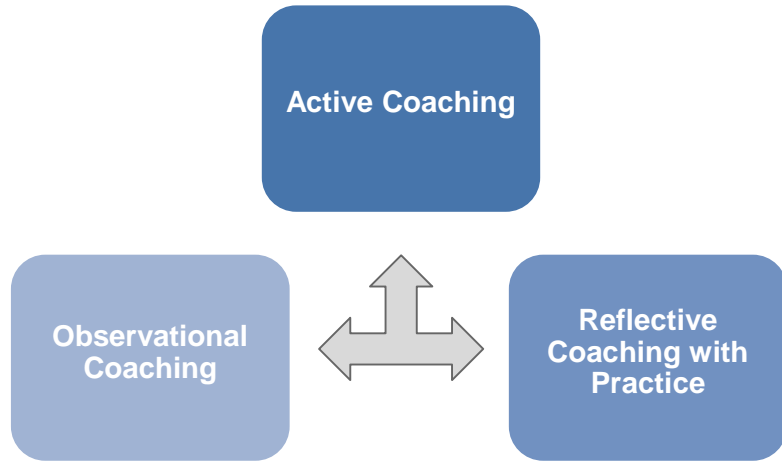 Active Coaching
Observational
Coaching
Reflective
Coaching with
Practice